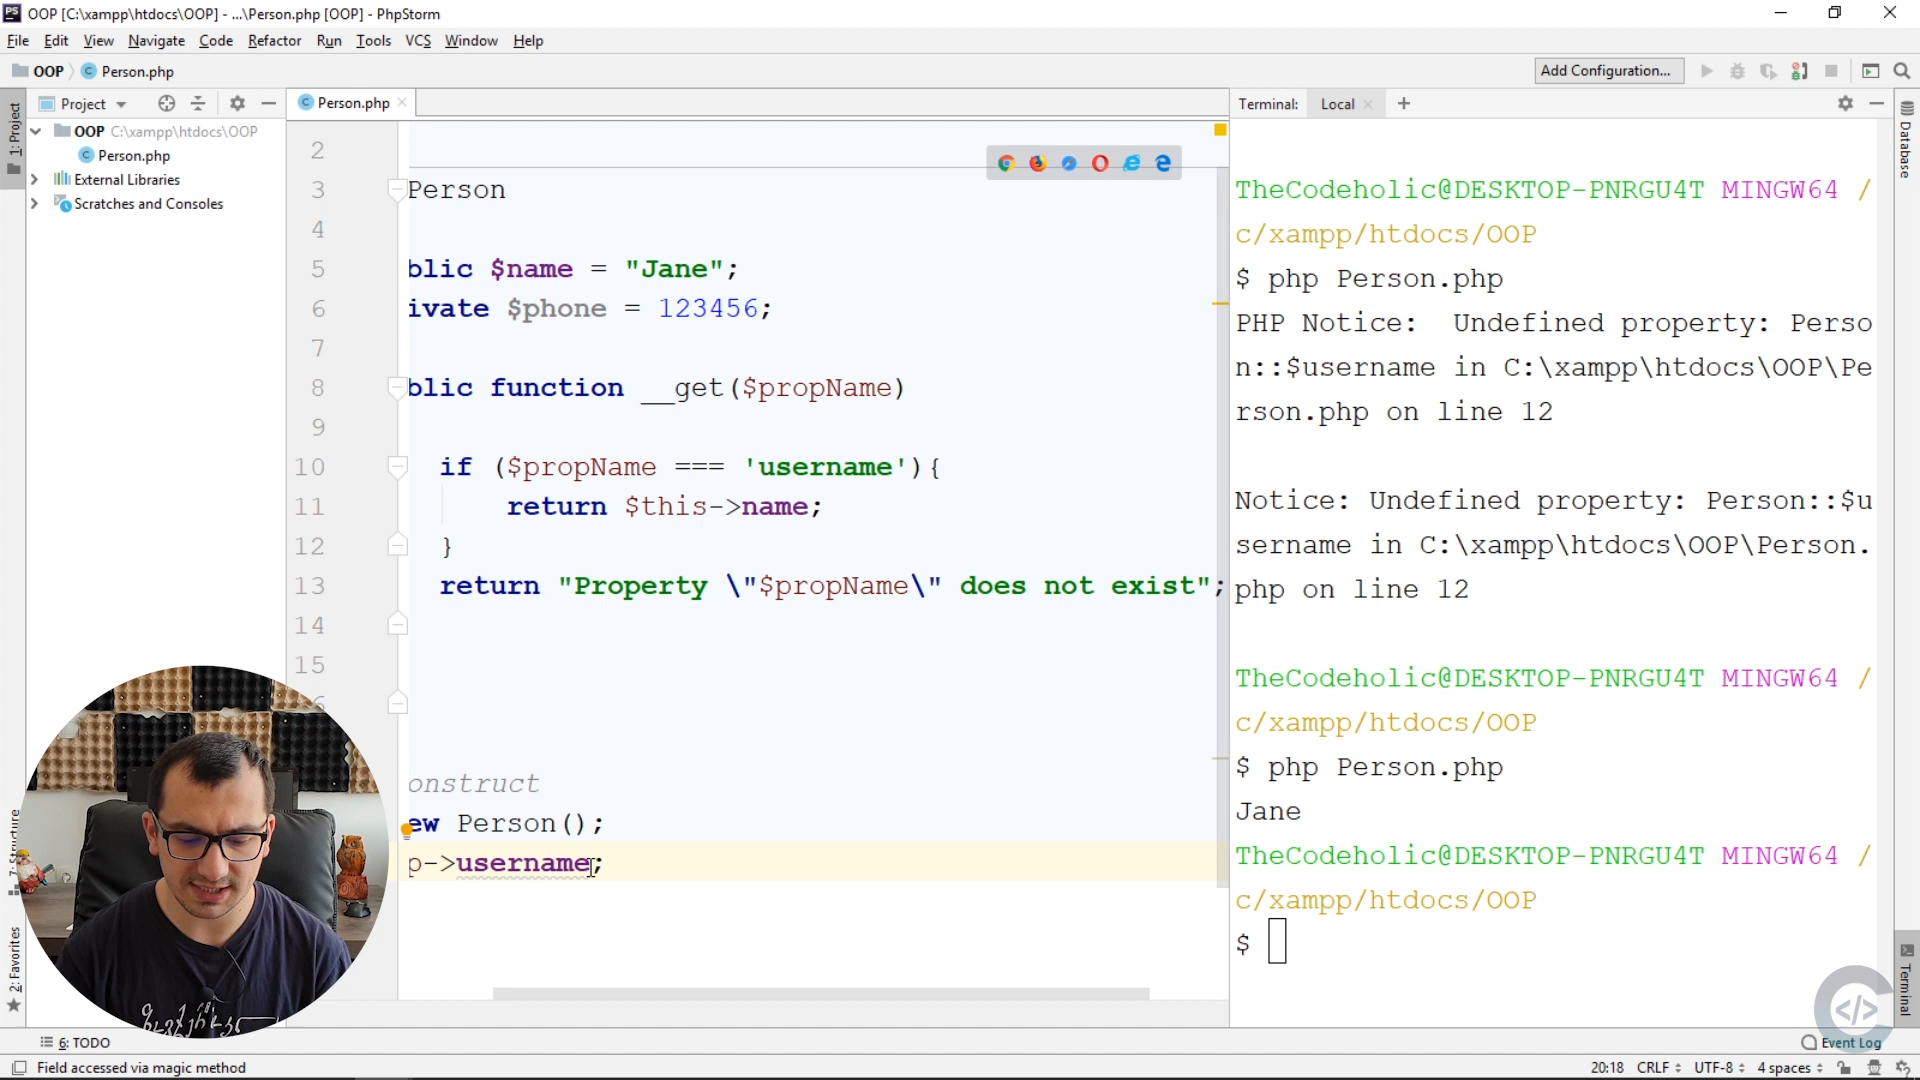 OOP [C:\xampp\htdocs\OOP] - ...\Person.php [OOP] - PhpStorm
File Edit View Navigate Code Refactor Run Tools VCS Window Help
OOP Person.php
Add Configuration...
1: Project
Project
Person.php
Terminal: Local +
Database
OOP C:\xampp\htdocs\OOP
Person.php
External Libraries
Scratches and Consoles
2
3 Person
4
5 blic $name = "Jane";
6 ivate $phone = 123456;
7
8 blic function __get($propName)
9
10 if ($propName === 'username'){
11 return $this->name;
12 }
13 return "Property \"$propName\" does not exist";
14
15
onstruct
ew Person();
p->username;
TheCodeholic@DESKTOP-PNRGU4T MINGW64 /
c/xampp/htdocs/OOP
$ php Person.php
PHP Notice:  Undefined property: Perso
n::$username in C:\xampp\htdocs\OOP\Pe
rson.php on line 12
Notice: Undefined property: Person::$u
sername in C:\xampp\htdocs\OOP\Person.
php on line 12
TheCodeholic@DESKTOP-PNRGU4T MINGW64 /
c/xampp/htdocs/OOP
$ php Person.php
Jane
TheCodeholic@DESKTOP-PNRGU4T MINGW64 /
c/xampp/htdocs/OOP
$
2: Favorites
Terminal
6: TODO
Event Log
Field accessed via magic method
20:18 CRLF UTF-8 4 spaces